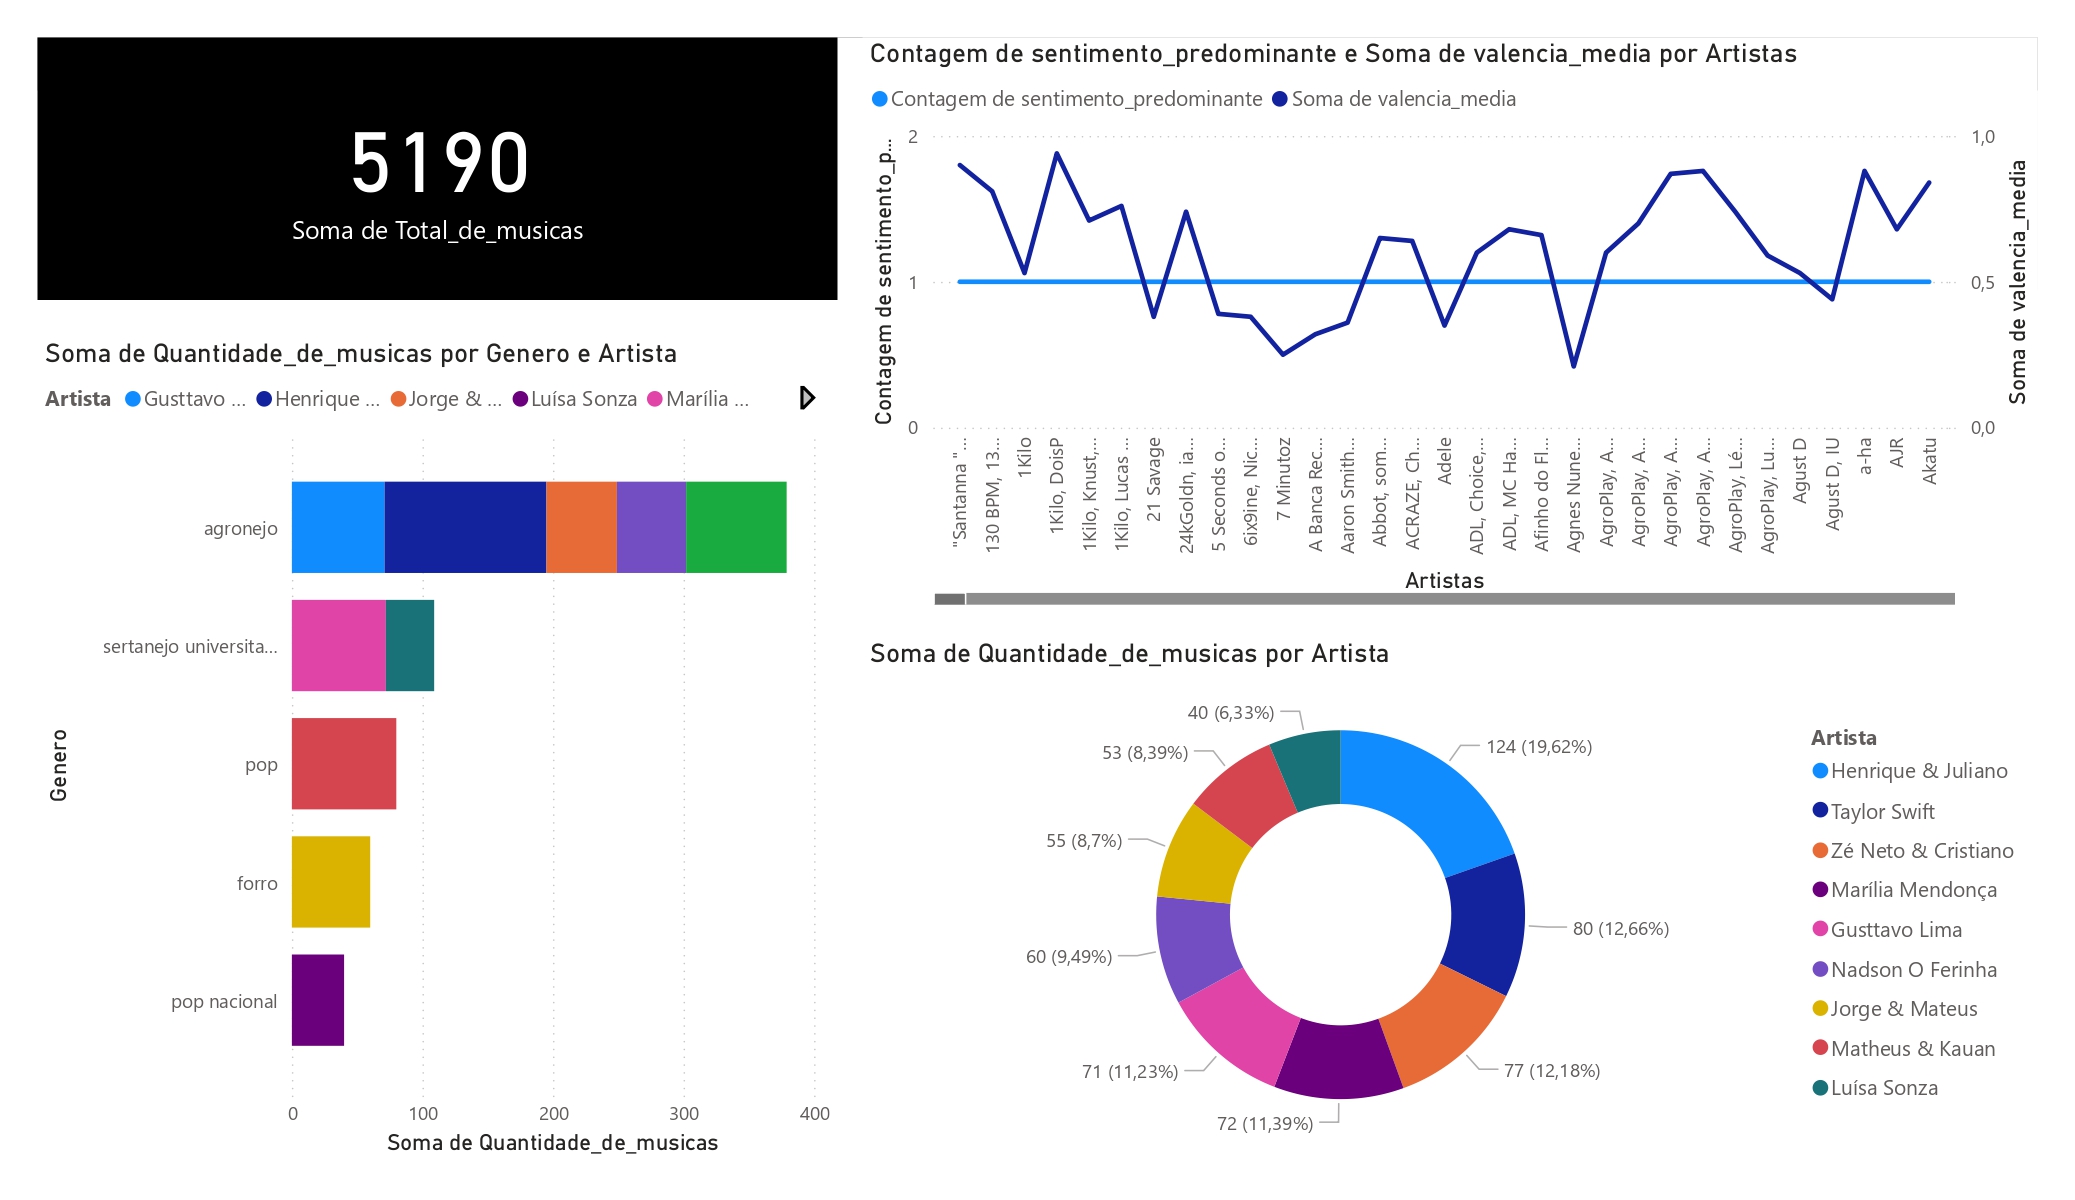 5190
Soma de Total_de_musicas
Contagem de sentimento_predominante e Soma de valencia_media por Artistas
Contagem de sentimento_predominante Soma de valencia_media
Contagem de sentimento_p...
2
1
0
1,0
0,5
0,0
Soma de valencia_media
"Santanna "...
130 BPM, 13...
1Kilo
1Kilo, DoisP
1Kilo, Knust,...
1Kilo, Lucas ...
21 Savage
24kGoldn, ia...
5 Seconds o...
6ix9ine, Nic...
7 Minutoz
A Banca Rec...
Aaron Smith...
Abbot, som...
ACRAZE, Ch...
Adele
ADL, Choice,...
ADL, MC Ha...
Afinho do Fl...
Agnes Nune...
AgroPlay, A...
AgroPlay, A...
AgroPlay, A...
AgroPlay, A...
AgroPlay, Lé...
AgroPlay, Lu...
Agust D
Agust D, IU
a-ha
AJR
Akatu
Artistas
Soma de Quantidade_de_musicas por Genero e Artista
Artista Gusttavo ... Henrique ... Jorge & ... Luísa Sonza Marília ...
Genero
agronejo
sertanejo universita...
pop
forro
pop nacional
0 100 200 300 400
Soma de Quantidade_de_musicas
Soma de Quantidade_de_musicas por Artista
124 (19,62%)
80 (12,66%)
77 (12,18%)
72 (11,39%)
71 (11,23%)
60 (9,49%)
55 (8,7%)
53 (8,39%)
40 (6,33%)
Artista
Henrique & Juliano
Taylor Swift
Zé Neto & Cristiano
Marília Mendonça
Gusttavo Lima
Nadson O Ferinha
Jorge & Mateus
Matheus & Kauan
Luísa Sonza